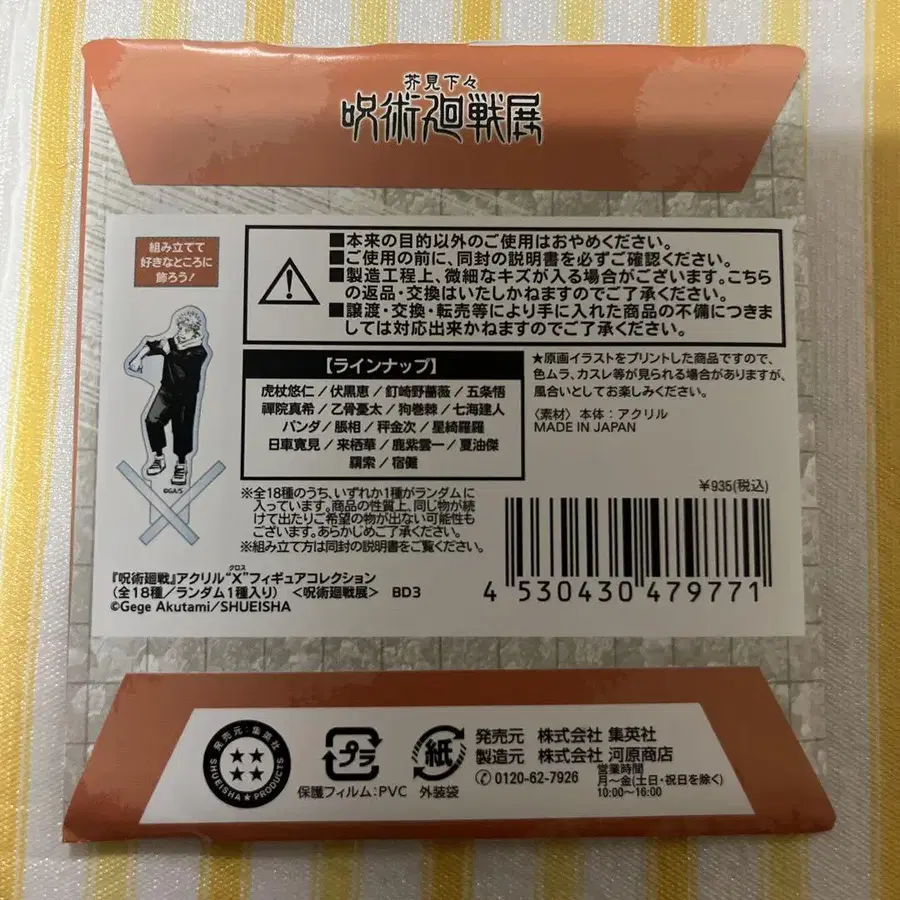 芥見下々
呪術廻戦展
組み立てて
好きなところに
飾ろう!
©GA/S
■本来の目的以外のご使用はおやめください。
■ご使用の前に、同封の説明書を必ずご確認ください。
■製造工程上、微細なキズが入る場合がございます。こちら
の返品・交換はいたしかねますのでご了承ください。
■譲渡・交換・転売等により手に入れた商品の不備につきま
しては対応出来かねますのでご了承ください。
【ラインナップ】
虎杖悠仁/伏黒恵/釘崎野薔薇/五条悟
禪院真希/乙骨憂太/狗巻棘/七海建人
パンダ/脹相/秤金次/星綺羅羅
日車寛見/来栖華/鹿紫雲一/夏油傑
羂索/宿儺
★原画イラストをプリントした商品ですので、
色ムラ、カスレ等が見られる場合がありますが、
風合いとしてお楽しみください。
〈素材〉本体:アクリル
MADE IN JAPAN
※全18種のうち、いずれか1種がランダムに
入っています。商品の性質上、同じ物が続
けて出たりご希望の物が出ない可能性も
ございます。あらかじめご了承ください。
※組み立て方は同封の説明書をご覧ください。
¥935(税込)
4 530430 479771
クロス
『呪術廻戦』アクリル“X”フィギュアコレクション
(全18種/ランダム1種入り) <呪術廻戦展> BD3
©Gege Akutami/SHUEISHA
発売元:集英社
SHUEISHA★PRODUCTS
プラ
保護フィルム:PVC
紙
外装袋
発売元 株式会社 集英社
製造元 株式会社 河原商店
0120-62-7926
営業時間
月〜金(土日・祝日を除く)
10:00〜16:00